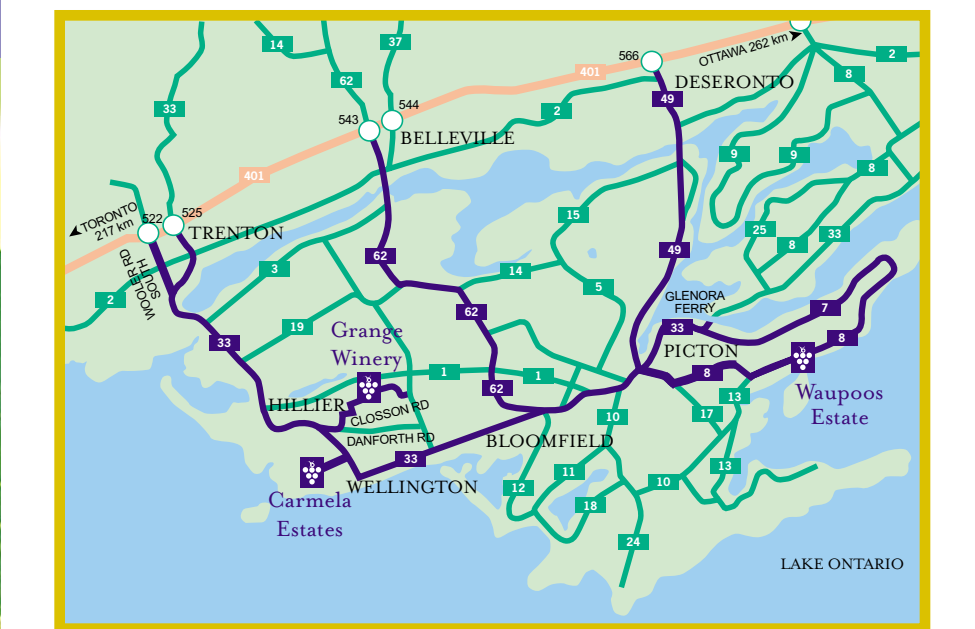 14
37
566
OTTAWA 262 km
2
62
401
DESERONTO
8
33
49
544
2
543
BELLEVILLE
9
9
401
8
TORONTO
217 km
522
525
TRENTON
15
25
33
8
WOOLER RD
SOUTH
62
49
3
14
5
2
GLENORA
FERRY
7
62
33
19
33
8
Grange
Winery
PICTON
1
1
8
62
Waupoos
Estate
13
HILLIER
CLOSSON RD
10
17
DANFORTH RD
BLOOMFIELD
33
13
11
WELLINGTON
12
10
Carmela
Estates
18
24
LAKE ONTARIO